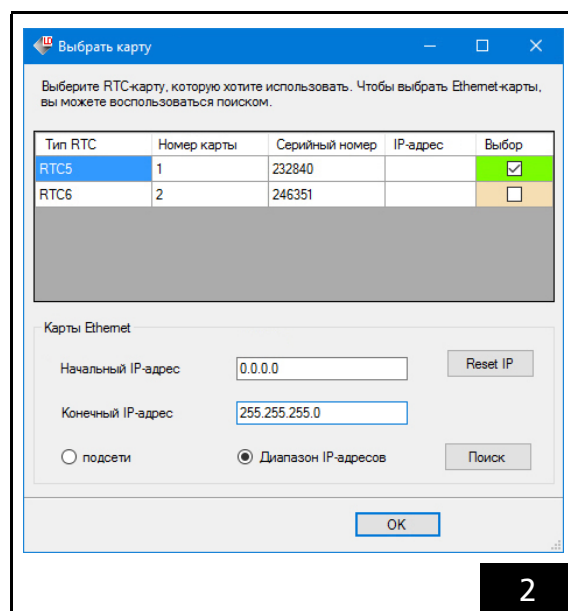 Выбрать карту
Выберите RTC-карту, которую хотите использовать. Чтобы выбрать Ethernet-карты,
вы можете воспользоваться поиском.
Тип RTC Номер карты Серийный номер IP-адрес Выбор
RTC5 1 232840
RTC6 2 246351
Карты Ethernet
Начальный IP-адрес 0.0.0.0 Reset IP
Конечный IP-адрес 255.255.255.0
подсети Диапазон IP-адресов Поиск
OK
2